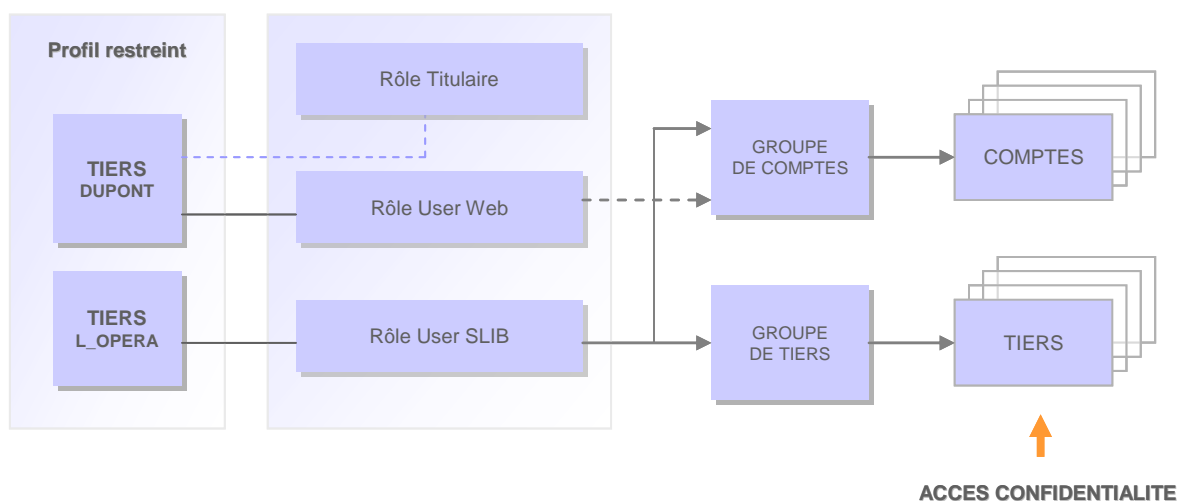 Profil restreint
Rôle Titulaire
TIERS
DUPONT
Rôle User Web
GROUPE
DE COMPTES
COMPTES
TIERS
L_OPERA
Rôle User SLIB
GROUPE
DE TIERS
TIERS
ACCES CONFIDENTIALITE